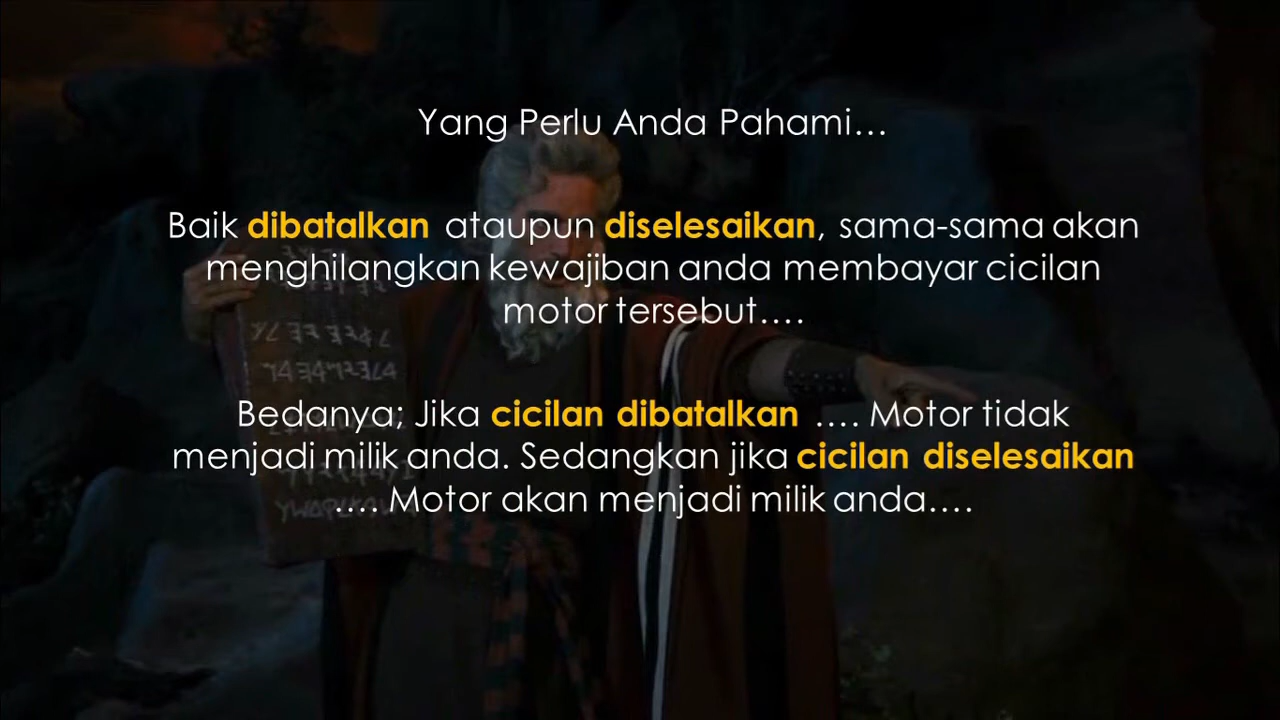 Yang Perlu Anda Pahami…
Baik dibatalkan ataupun diselesaikan, sama-sama akan
menghilangkan kewajiban anda membayar cicilan
motor tersebut….
Bedanya; Jika cicilan dibatalkan …. Motor tidak
menjadi milik anda. Sedangkan jika cicilan diselesaikan
…. Motor akan menjadi milik anda….